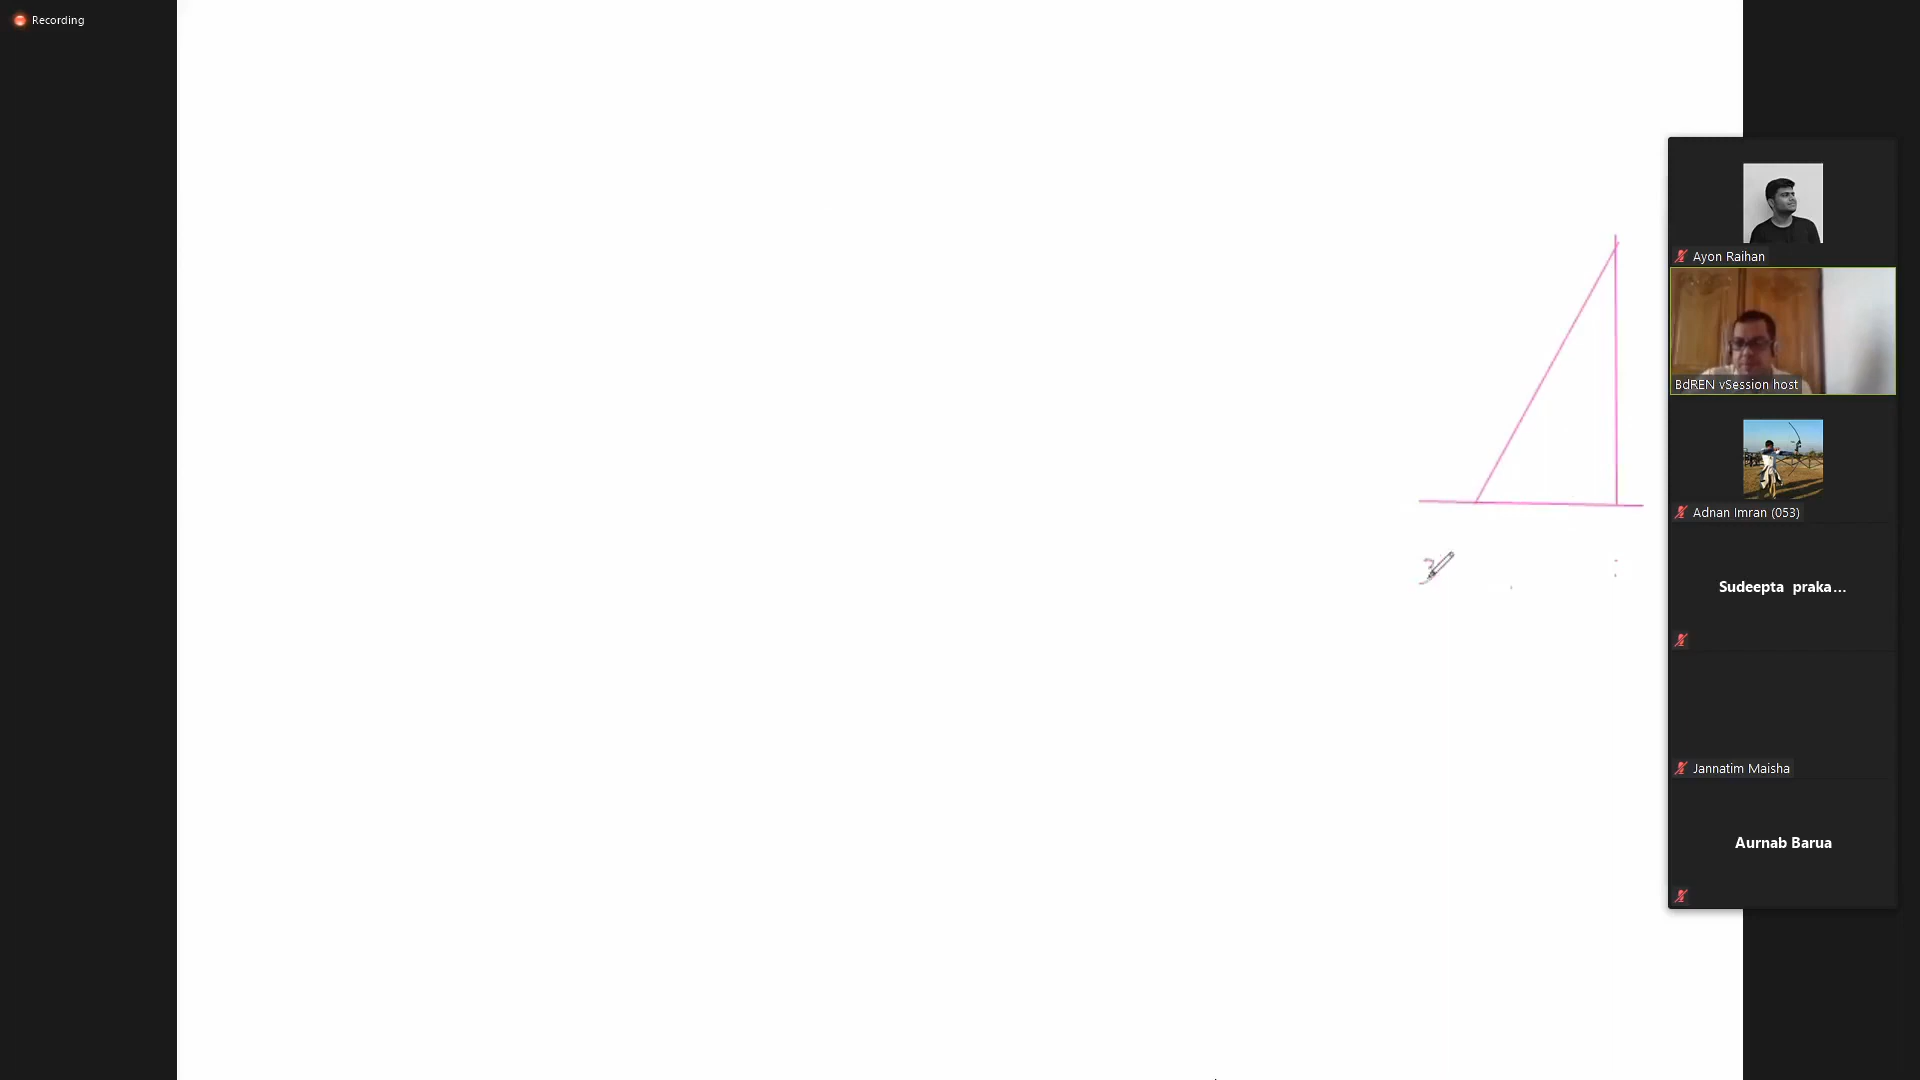 Recording
Ayon Raihan
BdREN vSession host
Adnan Imran (053)
Sudeepta praka...
Jannatim Maisha
Aurnab Barua